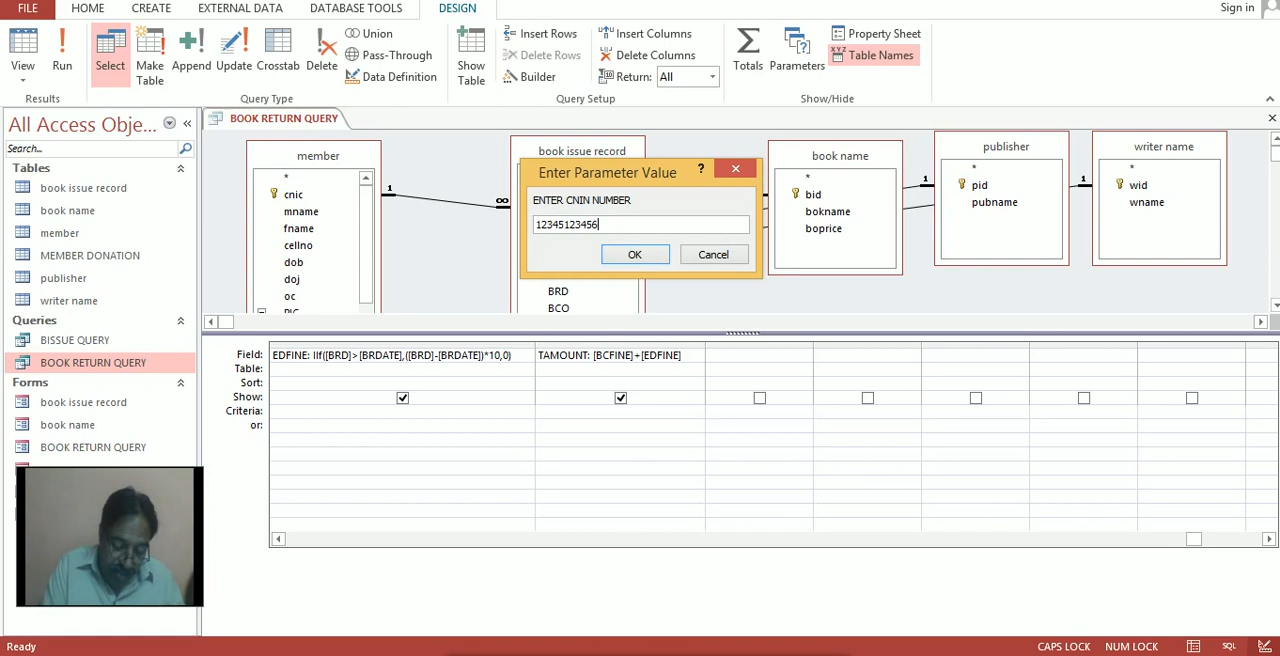 FILE HOME CREATE EXTERNAL DATA DATABASE TOOLS DESIGN Sign in
View
Run
Select
Make Table
Append
Update
Crosstab
Delete
Union
Pass-Through
Data Definition
Show Table
Insert Rows
Delete Rows
Builder
Insert Columns
Delete Columns
Return: All
Totals
Parameters
Property Sheet
Table Names
Results Query Type Query Setup Show/Hide
All Access Obje...
Search...
Tables
book issue record
book name
member
MEMBER DONATION
publisher
writer name
Queries
BISSUE QUERY
BOOK RETURN QUERY
Forms
book issue record
book name
BOOK RETURN QUERY
BOOK RETURN QUERY
member
*
cnic
mname
fname
cellno
dob
doj
oc
1
∞
book issue record
BRD
BCO
Enter Parameter Value
?
ENTER CNIN NUMBER
12345123456
OK Cancel
book name
*
bid
bokname
boprice
1
publisher
*
pid
pubname
1
writer name
*
wid
wname
Field: EDFINE: IIf([BRD]>[BRDATE],([BRD]-[BRDATE])*10,0) TAMOUNT: [BCFINE]+[EDFINE]
Table:
Sort:
Show:
Criteria:
or:
Ready CAPS LOCK NUM LOCK SQL